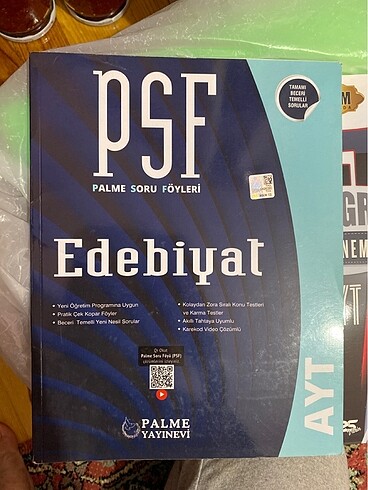 PSF
PALME SORU FÖYLERİ
TAMAMI
BECERİ
TEMELLİ
SORULAR
Edebiyat
• Yeni Öğretim Programına Uygun
• Pratik Çek Kopar Föyler
• Beceri Temelli Yeni Nesil Sorular
• Kolaydan Zora Sıralı Konu Testleri
ve Karma Testler
• Akıllı Tahtaya Uyumlu
• Karekod Video Çözümlü
Palme Soru Föyü (PSF)
PALME
YAYINEVİ
AYT